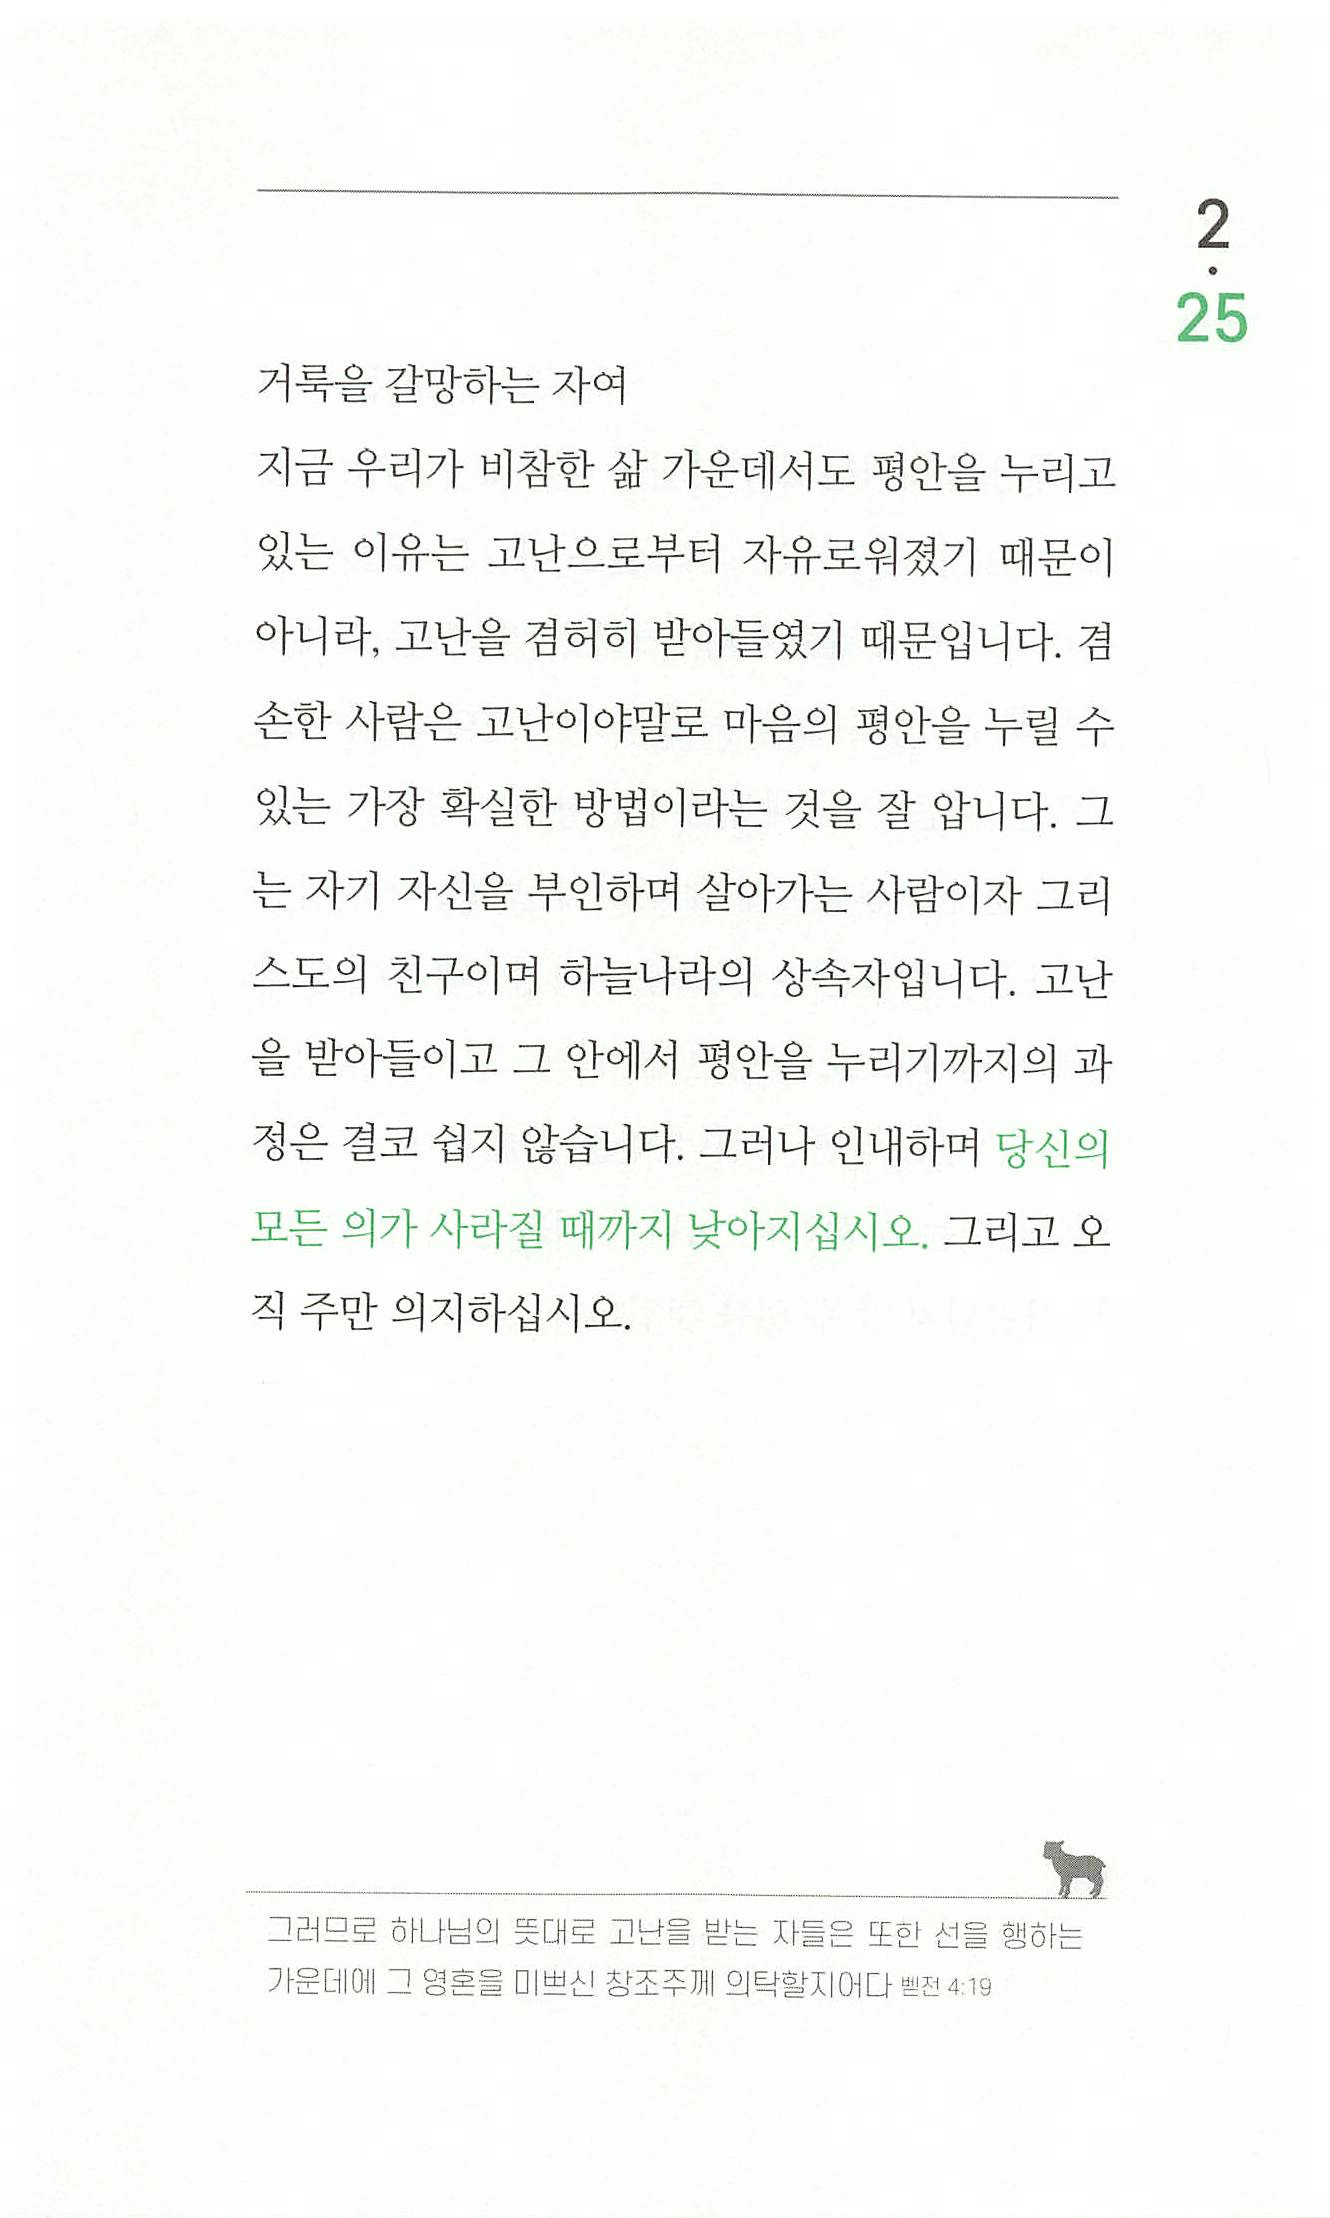 2
·
25
거룩을 갈망하는 자여
지금 우리가 비참한 삶 가운데서도 평안을 누리고
있는 이유는 고난으로부터 자유로워졌기 때문이
아니라, 고난을 겸허히 받아들였기 때문입니다. 겸
손한 사람은 고난이야말로 마음의 평안을 누릴 수
있는 가장 확실한 방법이라는 것을 잘 압니다. 그
는 자기 자신을 부인하며 살아가는 사람이자 그리
스도의 친구이며 하늘나라의 상속자입니다. 고난
을 받아들이고 그 안에서 평안을 누리기까지의 과
정은 결코 쉽지 않습니다. 그러나 인내하며 당신의
모든 의가 사라질 때까지 낮아지십시오. 그리고 오
직 주만 의지하십시오.
그러므로 하나님의 뜻대로 고난을 받는 자들은 또한 선을 행하는
가운데에 그 영혼을 미쁘신 창조주께 의탁할지어다 벧전 4:19